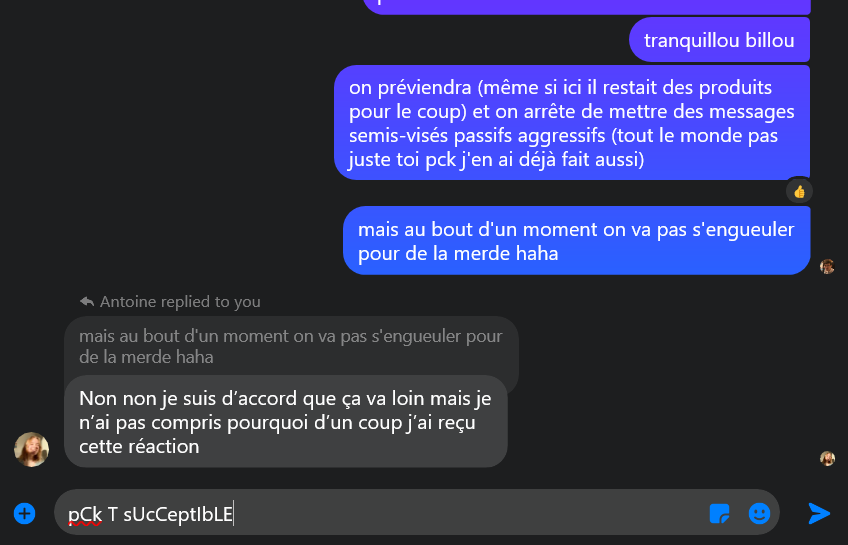 tranquillou billou
on préviendra (même si ici il restait des produits
pour le coup) et on arrête de mettre des messages
semis-visés passifs aggressifs (tout le monde pas
juste toi pck j'en ai déjà fait aussi)
mais au bout d'un moment on va pas s'engueuler
pour de la merde haha
Antoine replied to you
mais au bout d'un moment on va pas s'engueuler pour
de la merde haha
Non non je suis d’accord que ça va loin mais je
n’ai pas compris pourquoi d’un coup j’ai reçu
cette réaction
pCk T sUcCeptIbLE